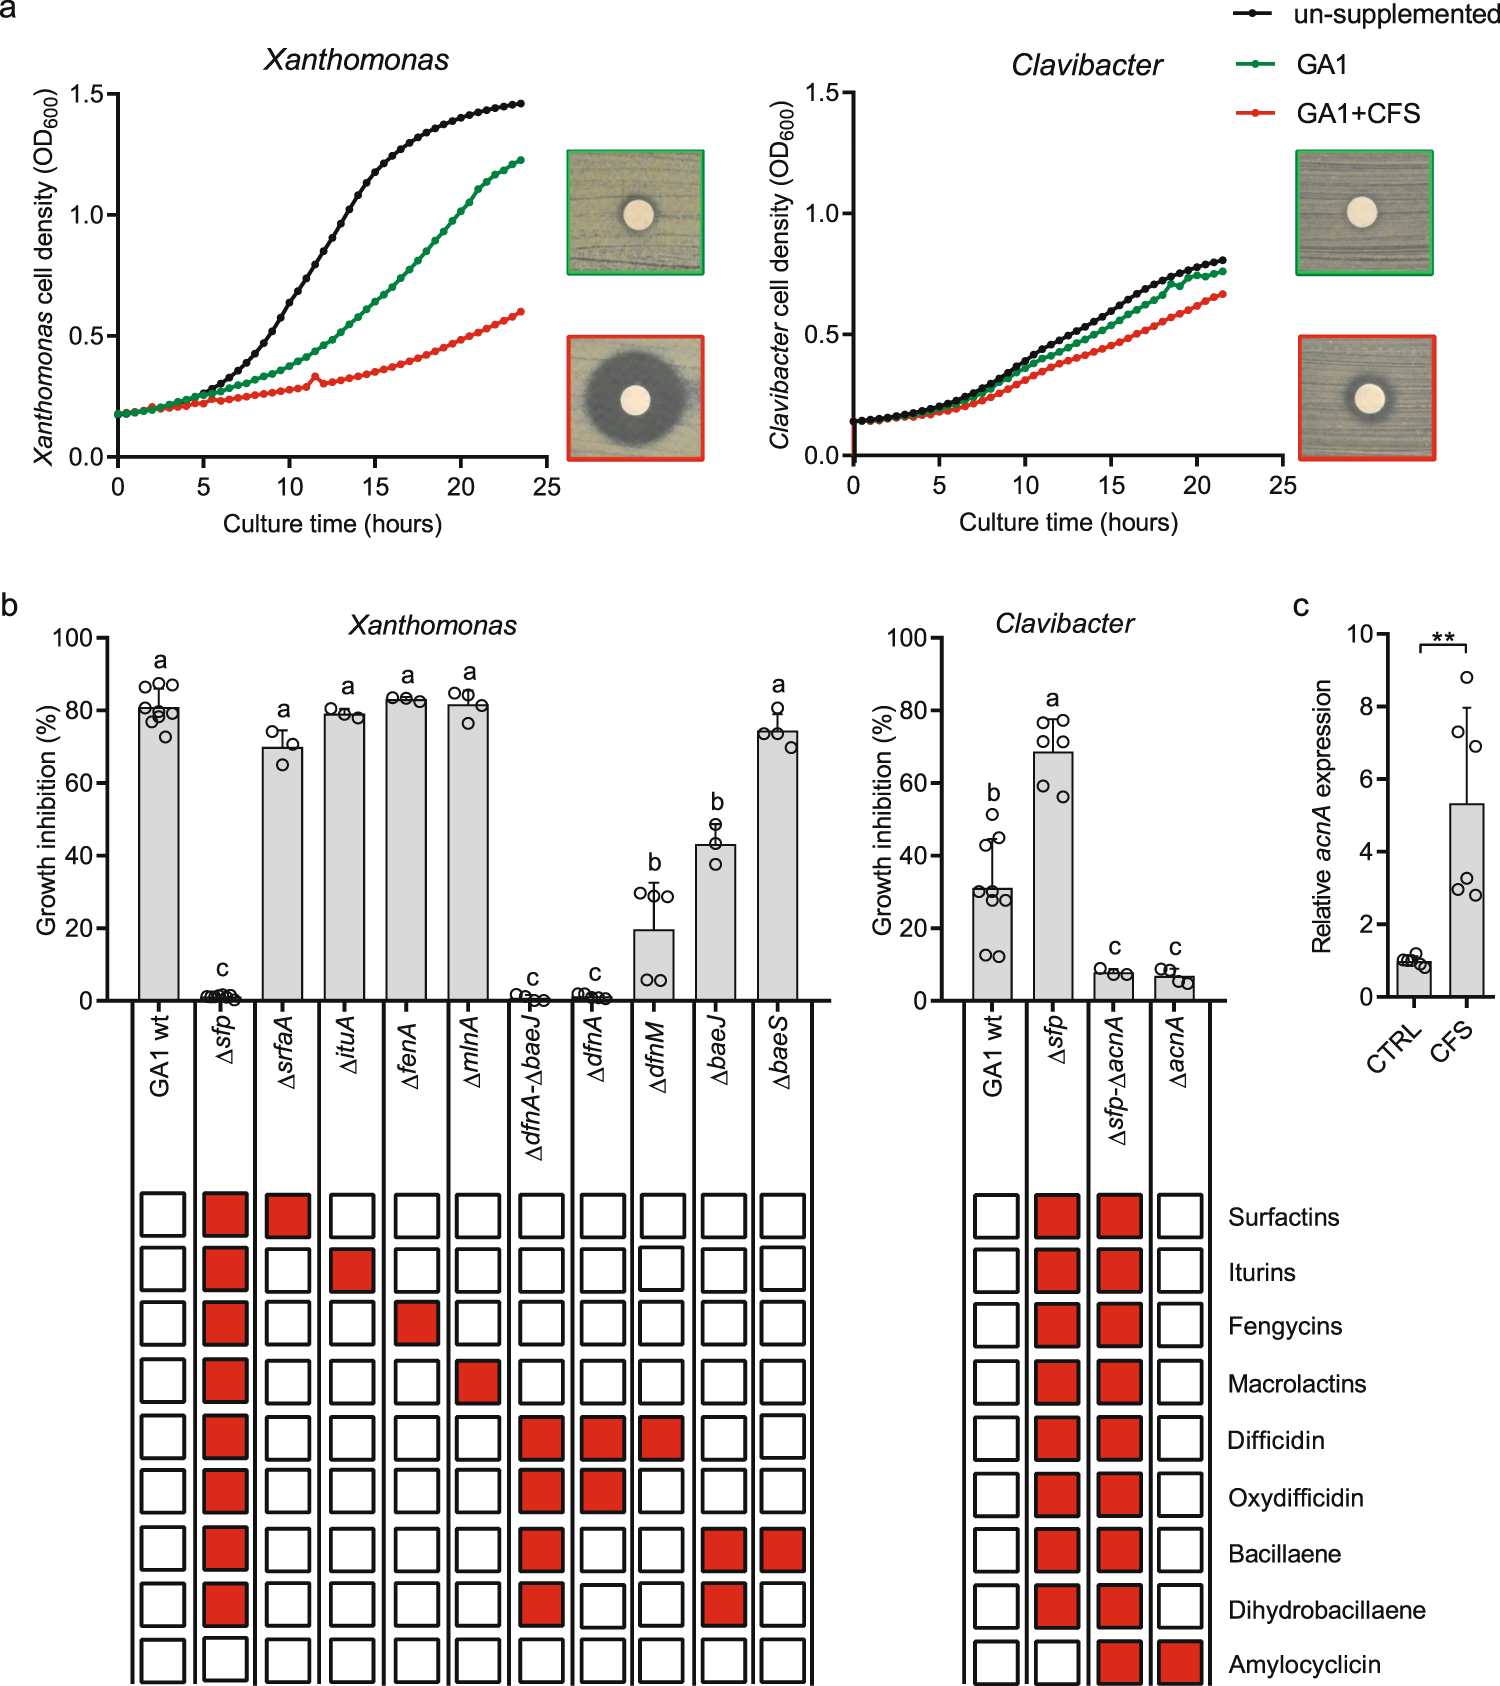 a
un-supplemented
GA1
GA1+CFS
Xanthomonas
Xanthomonas cell density (OD600)
1.5
1.0
0.5
0.0
0 5 10 15 20 25
Culture time (hours)
Clavibacter
Clavibacter cell density (OD600)
1.5
1.0
0.5
0.0
0 5 10 15 20 25
Culture time (hours)
b
Xanthomonas
Growth inhibition (%)
100
80
60
40
20
0
a c a a a a c c b b a
GA1 wt
Δsfp
ΔsrfaA
ΔituA
ΔfenA
ΔmlnA
ΔdfnA-ΔbaeJ
ΔdfnA
ΔdfnM
ΔbaeJ
ΔbaeS
Clavibacter
Growth inhibition (%)
100
80
60
40
20
0
b a c c
GA1 wt
Δsfp
Δsfp-ΔacnA
ΔacnA
Surfactins
Iturins
Fengycins
Macrolactins
Difficidin
Oxydifficidin
Bacillaene
Dihydrobacillaene
Amylocyclicin
c
Relative acnA expression
10
8
6
4
2
0
**
CTRL
CFS